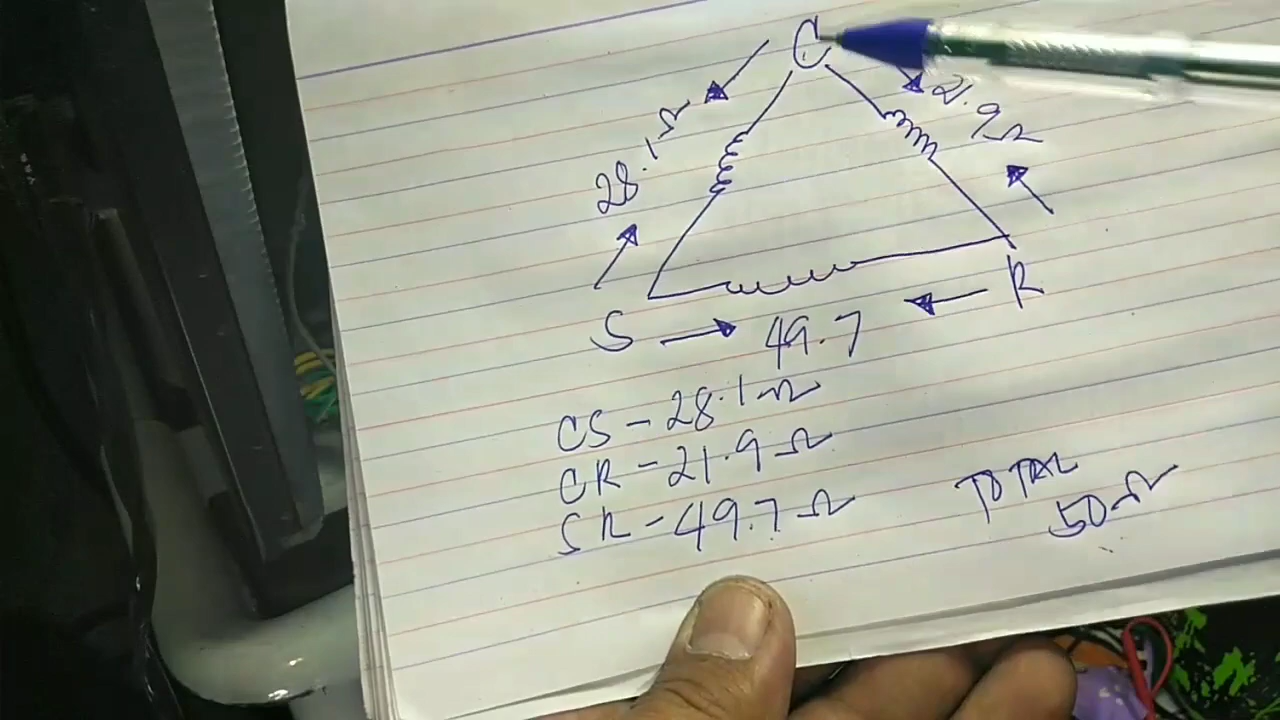 C
28.1Ω
21.9Ω
S
R
49.7
CS - 28.1Ω
CR - 21.9Ω
SR - 49.7Ω
TOTAL
50Ω